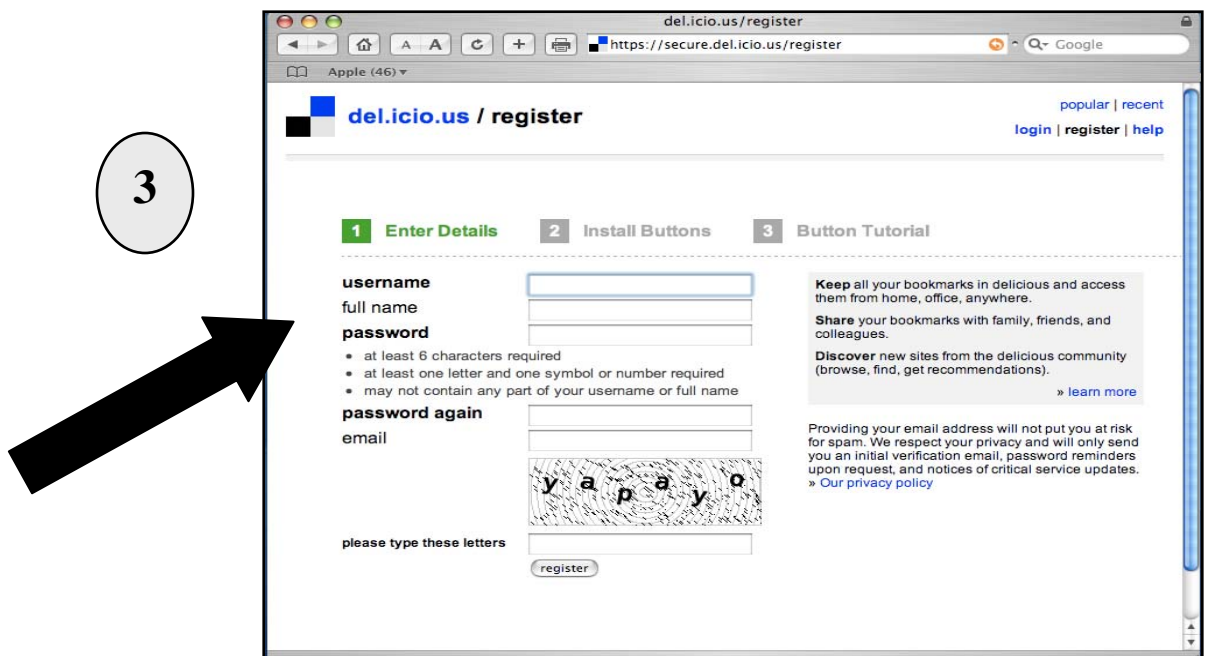 del.icio.us/register
A A
https://secure.del.icio.us/register
Google
Apple (46)
del.icio.us / register
popular | recent
login | register | help
3
1 Enter Details 2 Install Buttons 3 Button Tutorial
username
full name
password
• at least 6 characters required
• at least one letter and one symbol or number required
• may not contain any part of your username or full name
password again
email
y a p a y o
please type these letters
register
Keep all your bookmarks in delicious and access
them from home, office, anywhere.
Share your bookmarks with family, friends, and
colleagues.
Discover new sites from the delicious community
(browse, find, get recommendations).
» learn more
Providing your email address will not put you at risk
for spam. We respect your privacy and will only send
you an initial verification email, password reminders
upon request, and notices of critical service updates.
» Our privacy policy